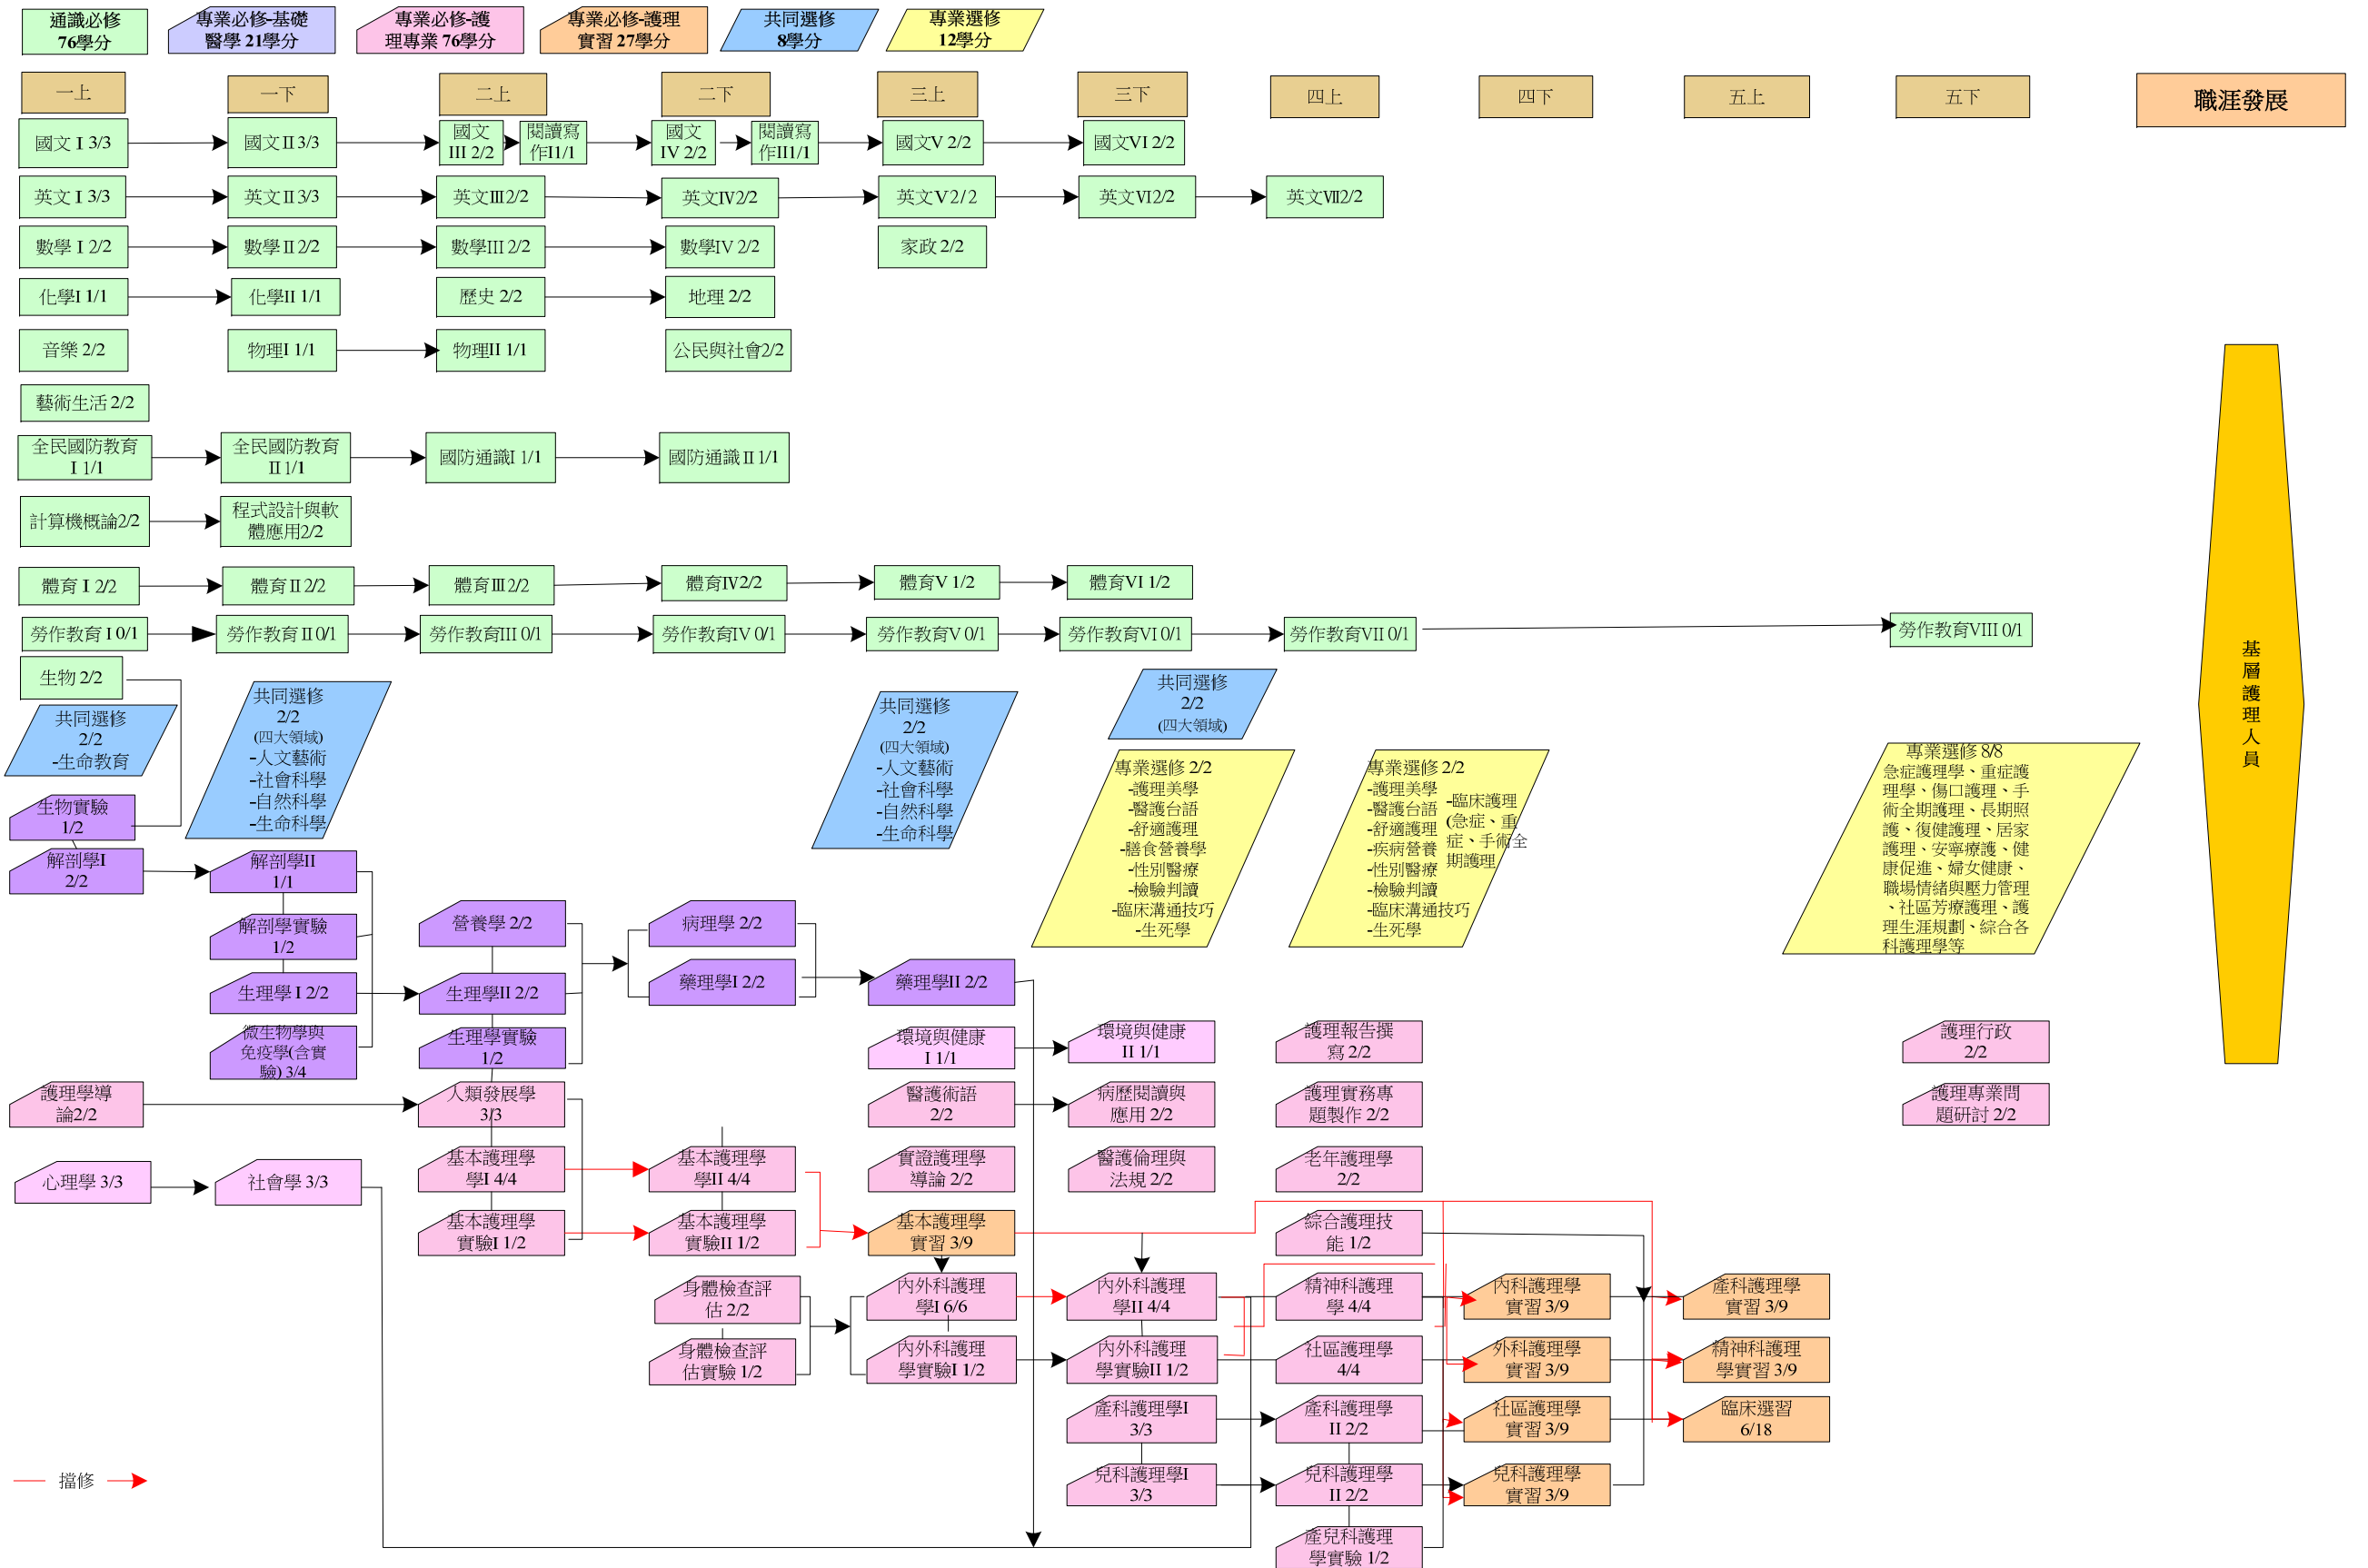 通識必修
76學分
專業必修-基礎
醫學 21學分
專業必修-護
理專業 76學分
專業必修-護理
實習 27學分
共同選修
8學分
專業選修
12學分
一上
一下
二上
二下
三上
三下
四上
四下
五上
五下
職涯發展
國文 I 3/3
國文 II 3/3
國文
III 2/2
閱讀寫
作I1/1
國文
IV 2/2
閱讀寫
作II1/1
國文V 2/2
國文VI 2/2
英文 I 3/3
英文 II 3/3
英文III2/2
英文IV2/2
英文V2/2
英文VI2/2
英文VII2/2
數學 I 2/2
數學 II 2/2
數學III 2/2
數學IV 2/2
家政 2/2
化學I 1/1
化學II 1/1
歷史 2/2
地理 2/2
音樂 2/2
物理I 1/1
物理II 1/1
公民與社會2/2
藝術生活 2/2
全民國防教育
I 1/1
全民國防教育
II 1/1
國防通識I 1/1
國防通識 II 1/1
計算機概論2/2
程式設計與軟
體應用2/2
體育 I 2/2
體育 II 2/2
體育III 2/2
體育IV2/2
體育V 1/2
體育VI 1/2
勞作教育 I 0/1
勞作教育 II 0/1
勞作教育III 0/1
勞作教育IV 0/1
勞作教育V 0/1
勞作教育VI 0/1
勞作教育VII 0/1
勞作教育VIII 0/1
生物 2/2
共同選修
2/2
-生命教育
共同選修
2/2
(四大領域)
-人文藝術
-社會科學
-自然科學
-生命科學
共同選修
2/2
(四大領域)
-人文藝術
-社會科學
-自然科學
-生命科學
共同選修
2/2
(四大領域)
專業選修 2/2
-護理美學
-醫護台語
-舒適護理
-膳食營養學
-性別醫療
-檢驗判讀
-臨床溝通技巧
-生死學
專業選修 2/2
-護理美學
-醫護台語
-舒適護理
-疾病營養
-性別醫療
-檢驗判讀
-臨床溝通技巧
-生死學
-臨床護理
(急症、重
症、手術全
期護理
專業選修 8/8
急症護理學、重症護
理學、傷口護理、手
術全期護理、長期照
護、復健護理、居家
護理、安寧療護、健
康促進、婦女健康、
職場情緒與壓力管理
、社區芳療護理、護
理生涯規劃、綜合各
科護理學等
基
層
護
理
人
員
生物實驗
1/2
解剖學I
2/2
解剖學II
1/1
解剖學實驗
1/2
生理學 I 2/2
微生物學與
免疫學(含實
驗) 3/4
營養學 2/2
生理學II 2/2
生理學實驗
1/2
病理學 2/2
藥理學I 2/2
藥理學II 2/2
環境與健康
I 1/1
環境與健康
II 1/1
護理報告撰
寫 2/2
護理行政
2/2
護理學導
論2/2
人類發展學
3/3
醫護術語
2/2
病歷閱讀與
應用 2/2
護理實務專
題製作 2/2
護理專業問
題研討 2/2
心理學 3/3
社會學 3/3
基本護理學
學I 4/4
基本護理學
學II 4/4
實證護理學
導論 2/2
醫護倫理與
法規 2/2
老年護理學
2/2
基本護理學
實驗I 1/2
基本護理學
實驗II 1/2
基本護理學
實習 3/9
綜合護理技
能 1/2
身體檢查評
估 2/2
內外科護理
學I 6/6
內外科護理
學II 4/4
精神科護理
學 4/4
內科護理學
實習 3/9
產科護理學
實習 3/9
身體檢查評
估實驗 1/2
內外科護理
學實驗I 1/2
內外科護理
學實驗II 1/2
社區護理學
4/4
外科護理學
實習 3/9
精神科護理
學實習 3/9
產科護理學I
3/3
產科護理學
II 2/2
社區護理學
實習 3/9
臨床選習
6/18
兒科護理學I
3/3
兒科護理學
II 2/2
兒科護理學
實習 3/9
產兒科護理
學實驗 1/2
擋修